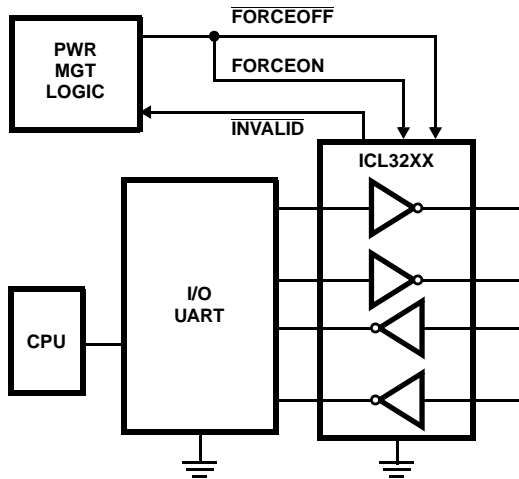 FORCEOFF
PWR
MGT
LOGIC
FORCEON
INVALID
ICL32XX
I/O
UART
CPU